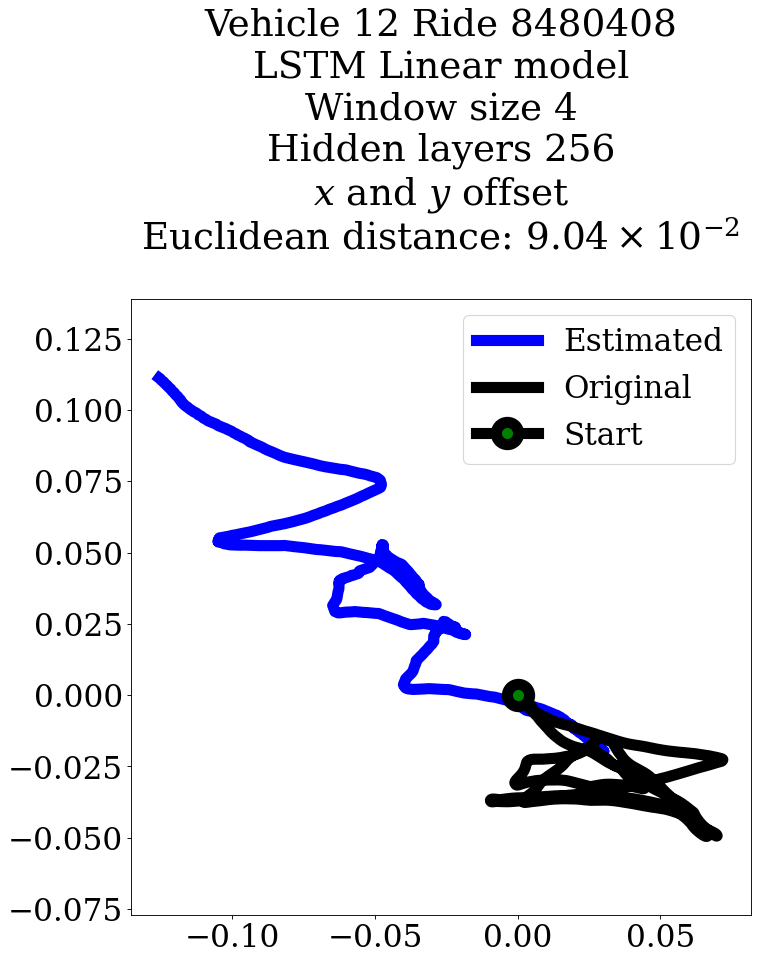 Vehicle 12 Ride 8480408
LSTM Linear model
Window size 4
Hidden layers 256
x and y offset
Euclidean distance: 9.04 × 10⁻²
Estimated
Original
Start
0.125
0.100
0.075
0.050
0.025
0.000
−0.025
−0.050
−0.075
−0.10 −0.05 0.00 0.05